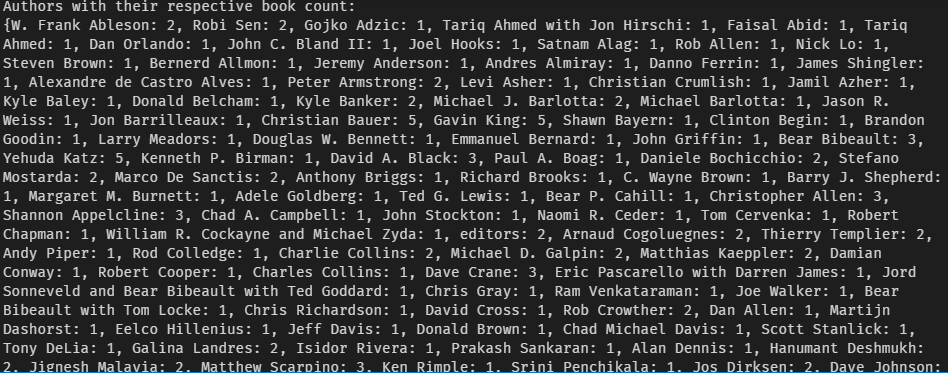 Authors with their respective book count:
{W. Frank Ableson: 2, Robi Sen: 2, Gojko Adzic: 1, Tariq Ahmed with Jon Hirschi: 1, Faisal Abid: 1, Tariq
Ahmed: 1, Dan Orlando: 1, John C. Bland II: 1, Joel Hooks: 1, Satnam Alag: 1, Rob Allen: 1, Nick Lo: 1,
Steven Brown: 1, Bernerd Allmon: 1, Jeremy Anderson: 1, Andres Almiray: 1, Danno Ferrin: 1, James Shingler:
1, Alexandre de Castro Alves: 1, Peter Armstrong: 2, Levi Asher: 1, Christian Crumlish: 1, Jamil Azher: 1,
Kyle Baley: 1, Donald Belcham: 1, Kyle Banker: 2, Michael J. Barlotta: 2, Michael Barlotta: 1, Jason R.
Weiss: 1, Jon Barrilleaux: 1, Christian Bauer: 5, Gavin King: 5, Shawn Bayern: 1, Clinton Begin: 1, Brandon
Goodin: 1, Larry Meadors: 1, Douglas W. Bennett: 1, Emmanuel Bernard: 1, John Griffin: 1, Bear Bibeault: 3,
Yehuda Katz: 5, Kenneth P. Birman: 1, David A. Black: 3, Paul A. Boag: 1, Daniele Bochicchio: 2, Stefano
Mostarda: 2, Marco De Sanctis: 2, Anthony Briggs: 1, Richard Brooks: 1, C. Wayne Brown: 1, Barry J. Shepherd:
1, Margaret M. Burnett: 1, Adele Goldberg: 1, Ted G. Lewis: 1, Bear P. Cahill: 1, Christopher Allen: 3,
Shannon Appelcline: 3, Chad A. Campbell: 1, John Stockton: 1, Naomi R. Ceder: 1, Tom Cervenka: 1, Robert
Chapman: 1, William R. Cockayne and Michael Zyda: 1, editors: 2, Arnaud Cogoluegnes: 2, Thierry Templier: 2,
Andy Piper: 1, Rod Colledge: 1, Charlie Collins: 2, Michael D. Galpin: 2, Matthias Kaeppler: 2, Damian
Conway: 1, Robert Cooper: 1, Charles Collins: 1, Dave Crane: 3, Eric Pascarello with Darren James: 1, Jord
Sonneveld and Bear Bibeault with Ted Goddard: 1, Chris Gray: 1, Ram Venkataraman: 1, Joe Walker: 1, Bear
Bibeault with Tom Locke: 1, Chris Richardson: 1, David Cross: 1, Rob Crowther: 2, Dan Allen: 1, Martijn
Dashorst: 1, Eelco Hillenius: 1, Jeff Davis: 1, Donald Brown: 1, Chad Michael Davis: 1, Scott Stanlick: 1,
Tony DeLia: 1, Galina Landres: 2, Isidor Rivera: 1, Prakash Sankaran: 1, Alan Dennis: 1, Hanumant Deshmukh:
2, Jignesh Malavia: 2, Matthew Scarpino: 3, Ken Rimple: 1, Srini Penchikala: 1, Jos Dirksen: 2, Dave Johnson: